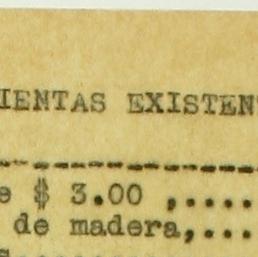 IENTAS EXISTEN
--------------------
e $ 3.00 ,....
de madera,...